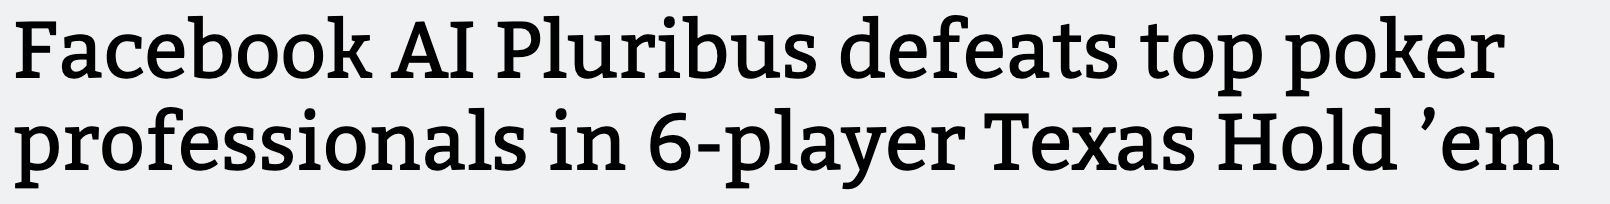 Facebook AI Pluribus defeats top poker
professionals in 6-player Texas Hold ’em